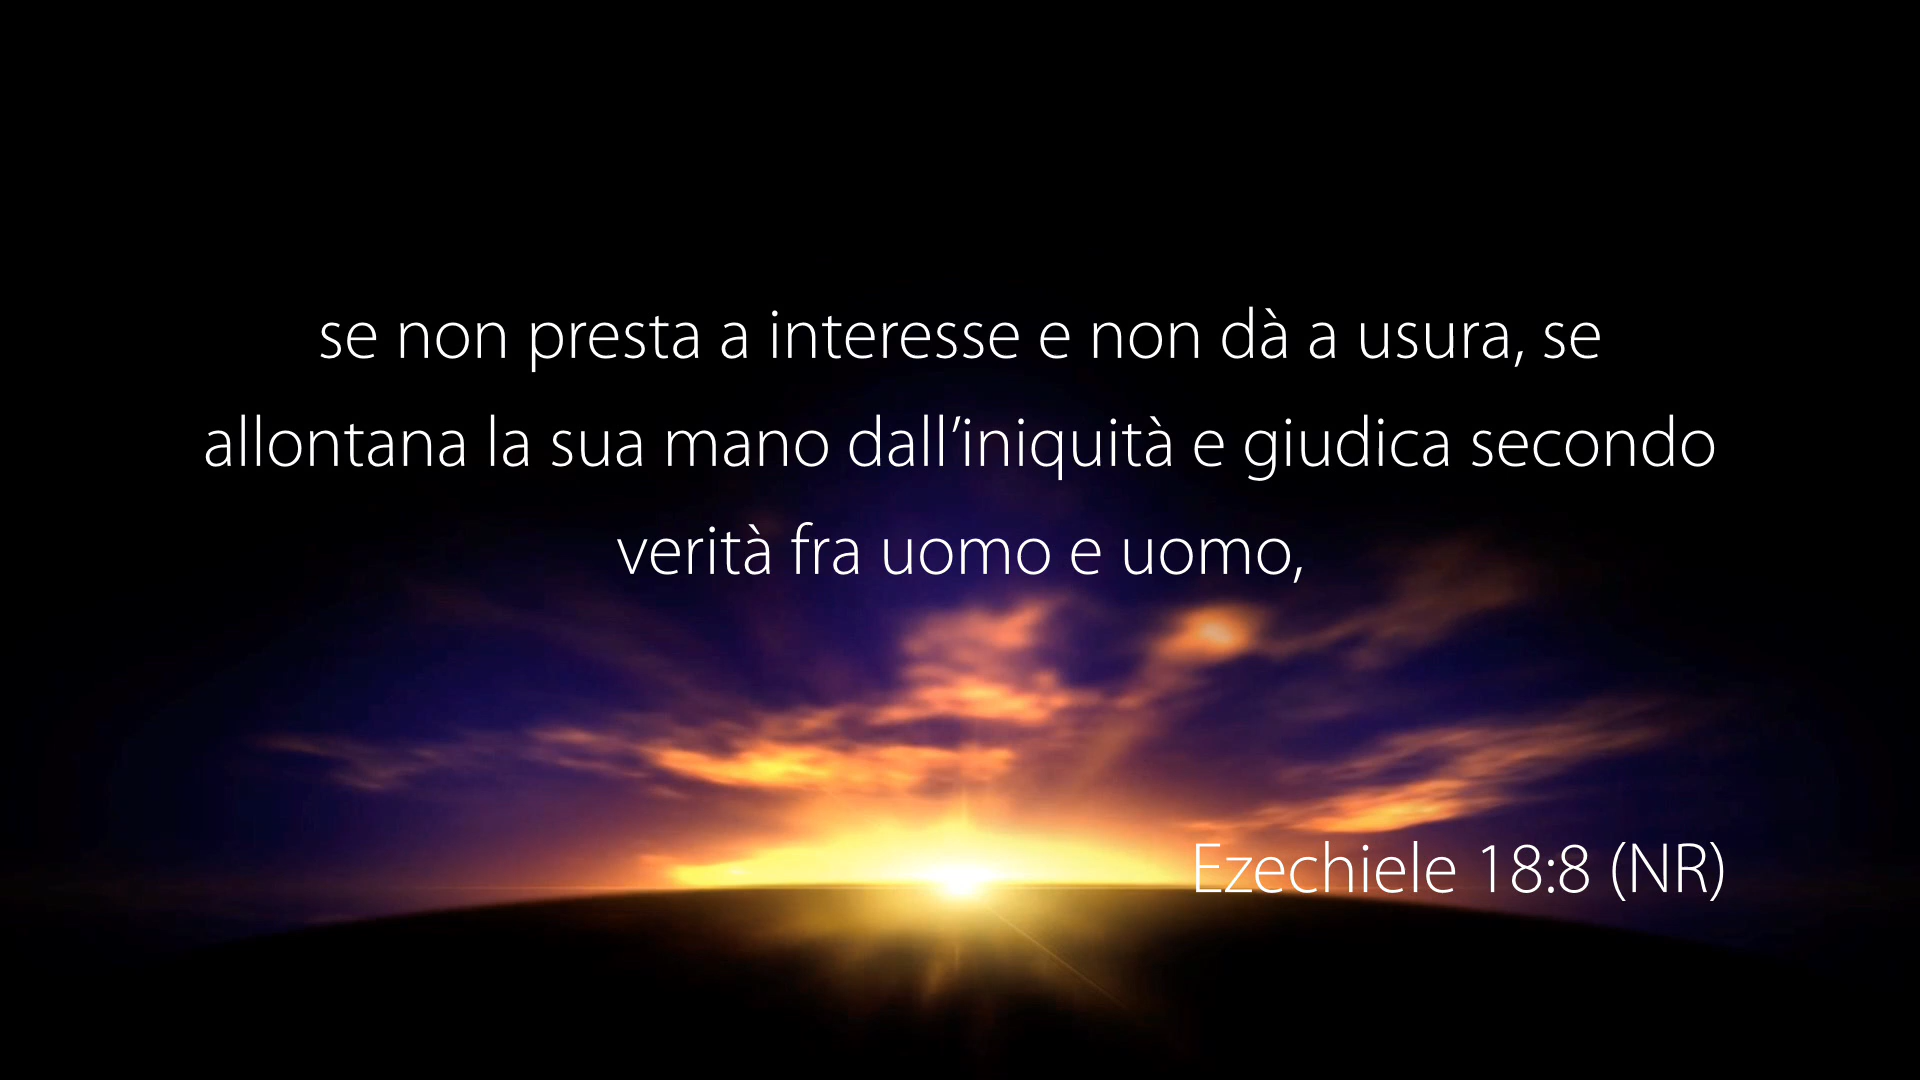 se non presta a interesse e non dà a usura, se
allontana la sua mano dall’iniquità e giudica secondo
verità fra uomo e uomo,
Ezechiele 18:8 (NR)